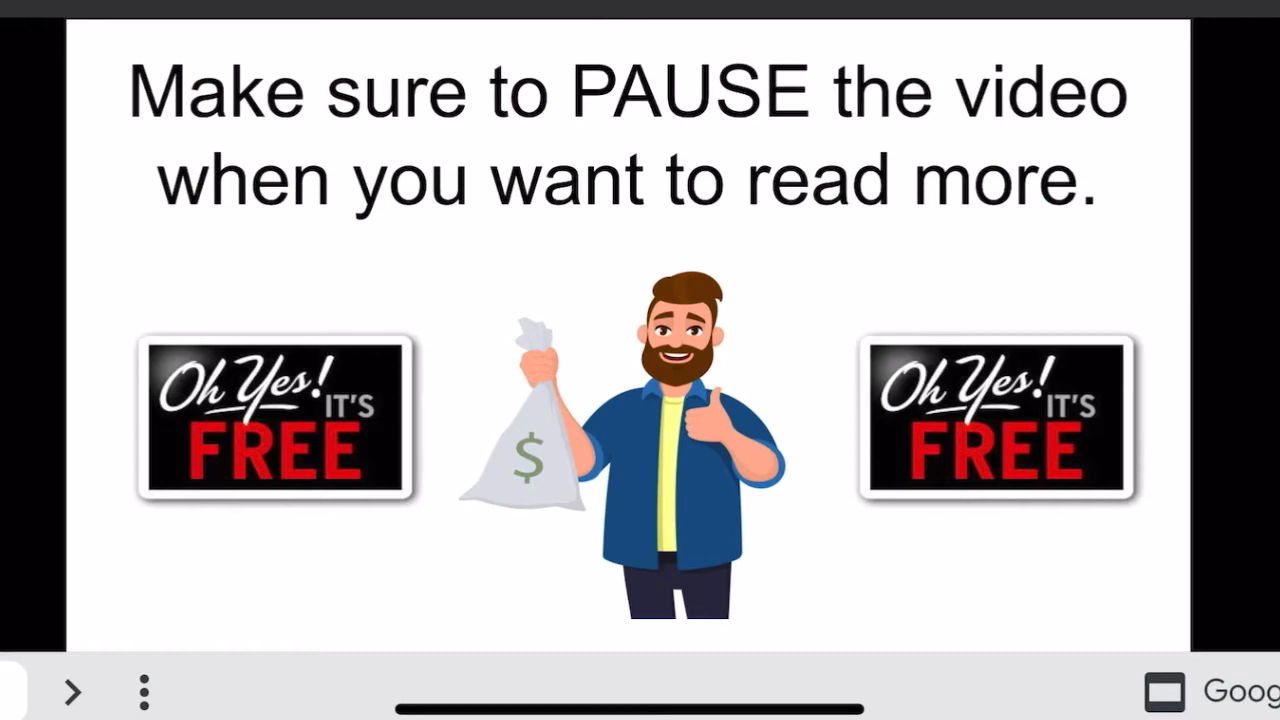 Make sure to PAUSE the video
when you want to read more.
Oh Yes!
IT'S
FREE
$
Oh Yes!
IT'S
FREE
Goog